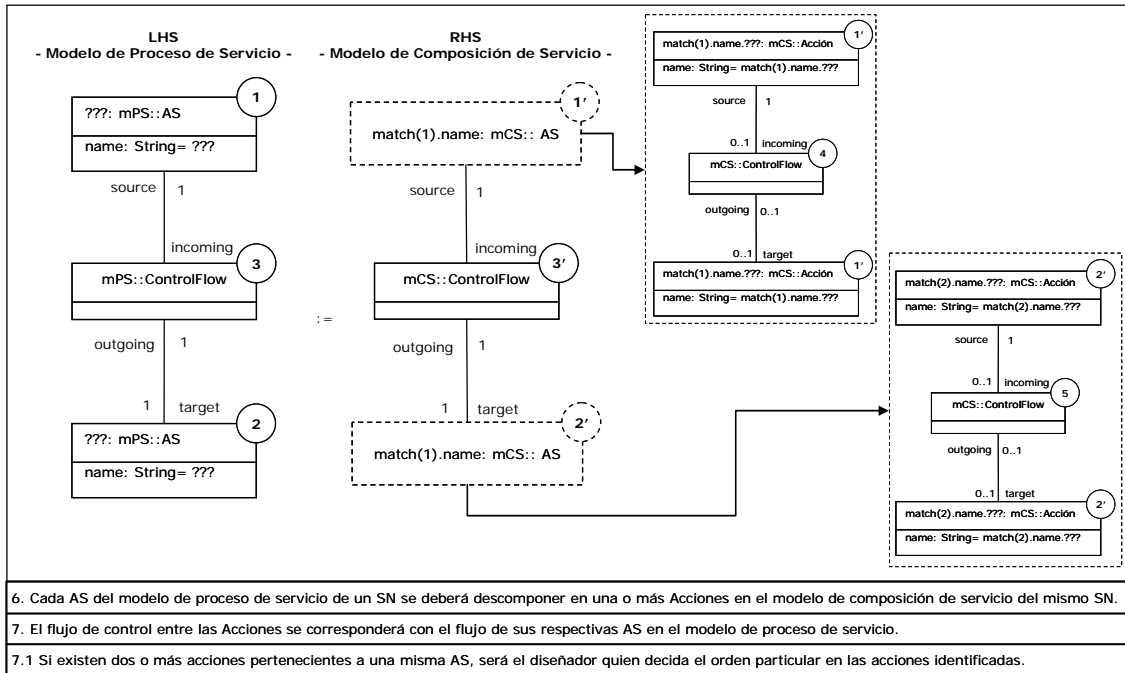 LHS
- Modelo de Proceso de Servicio -
1
???: mPS::AS
name: String= ???
source
1
incoming
3
mPS::ControlFlow
outgoing
1
1
target
2
???: mPS::AS
name: String= ???
:=
RHS
- Modelo de Composición de Servicio -
1’
match(1).name: mCS:: AS
source
1
incoming
3’
mCS::ControlFlow
outgoing
1
1
target
2’
match(1).name: mCS:: AS
1’
match(1).name.???: mCS::Acción
name: String= match(1).name.???
source
1
0..1
incoming
4
mCS::ControlFlow
outgoing
0..1
0..1
target
1’
match(1).name.???: mCS::Acción
name: String= match(1).name.???
2’
match(2).name.???: mCS::Acción
name: String= match(2).name.???
source
1
0..1
incoming
5
mCS::ControlFlow
outgoing
0..1
0..1
target
2’
match(2).name.???: mCS::Acción
name: String= match(2).name.???
6. Cada AS del modelo de proceso de servicio de un SN se deberá descomponer en una o más Acciones en el modelo de composición de servicio del mismo SN.
7. El flujo de control entre las Acciones se corresponderá con el flujo de sus respectivas AS en el modelo de proceso de servicio.
7.1 Si existen dos o más acciones pertenecientes a una misma AS, será el diseñador quien decida el orden particular en las acciones identificadas.